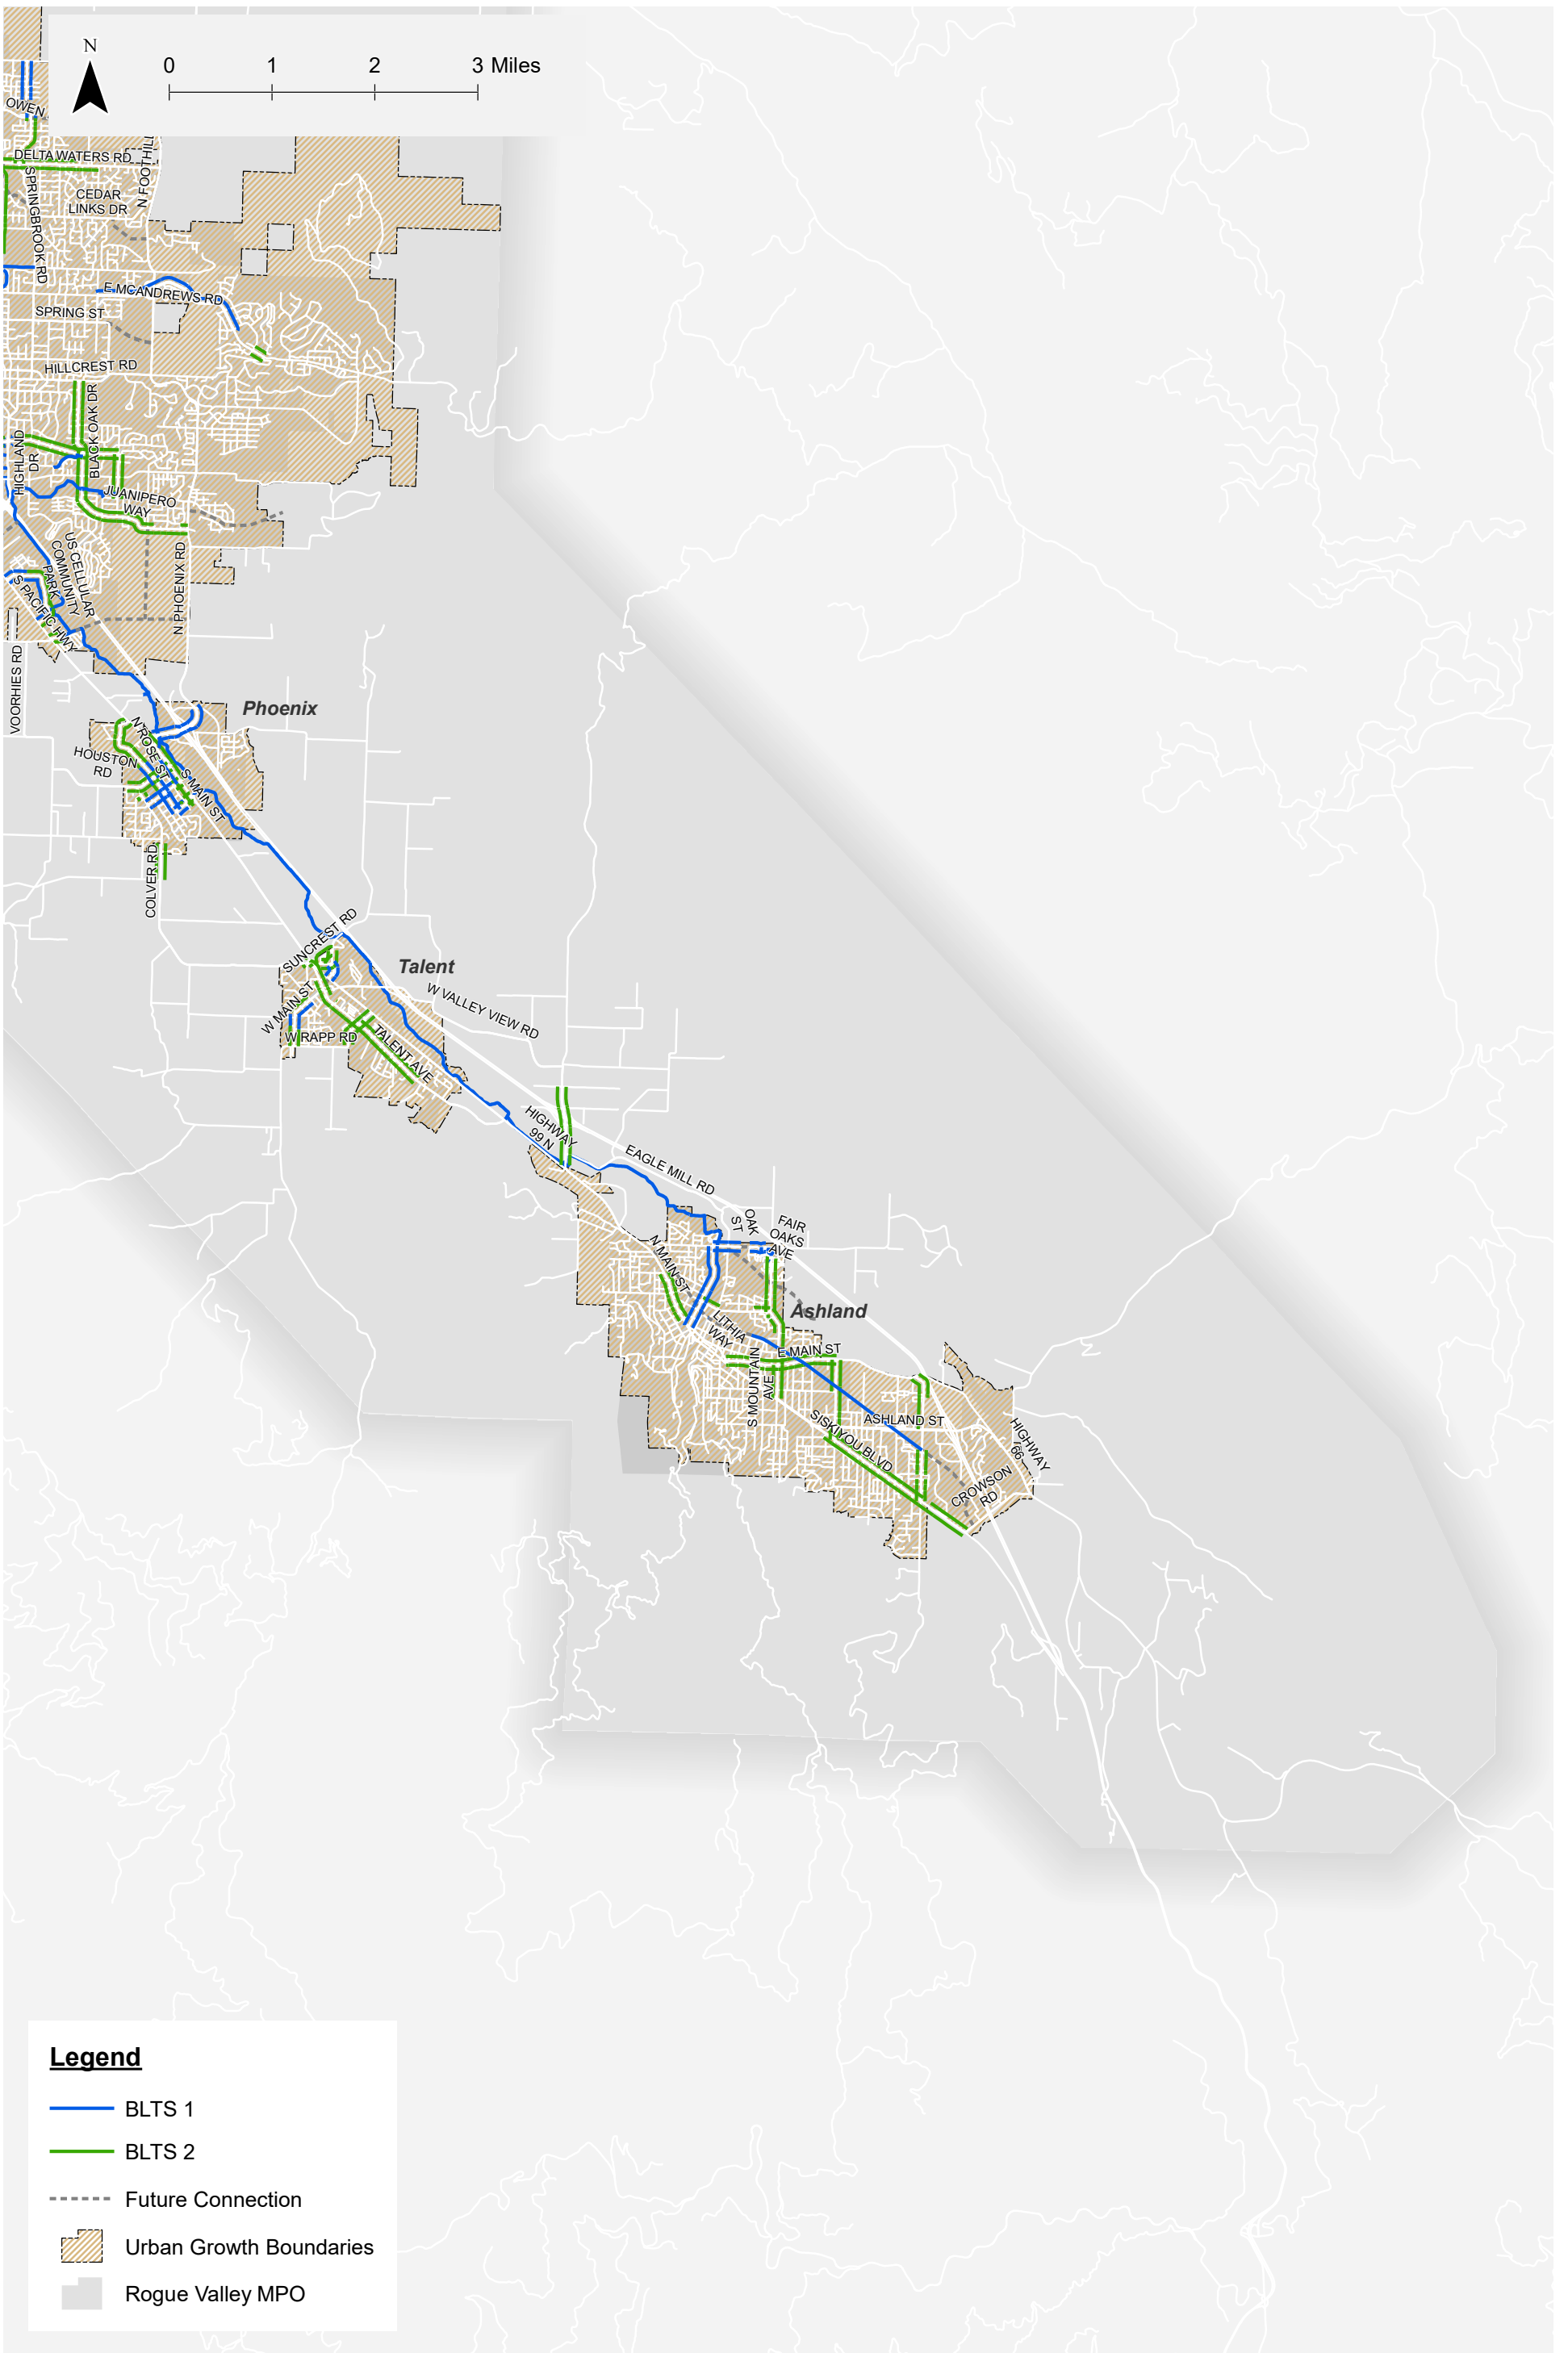 N
0 1 2 3 Miles
OWEN
DELTA WATERS RD
N FOOTHILL
SPRINGBROOK RD
CEDAR
LINKS DR
E MCANDREWS RD
SPRING ST
HILLCREST RD
BLACK OAK DR
HIGHLAND
DR
JUANIPERO
WAY
US CELLULAR
COMMUNITY
PARK
S PACIFIC HWY
N PHOENIX RD
VOORHIES RD
Phoenix
N ROSE ST
HOUSTON
RD
S MAIN ST
COLVER RD
SUNCREST RD
Talent
W MAIN ST
W VALLEY VIEW RD
W RAPP RD
TALENT AVE
HIGHWAY
99 N
EAGLE MILL RD
OAK
ST
FAIR
OAKS
AVE
N MAIN ST
Ashland
LITHIA
WAY
E MAIN ST
S MOUNTAIN
AVE
ASHLAND ST
SISKIYOU BLVD
HIGHWAY
66
CROWSON
RD
Legend
BLTS 1
BLTS 2
Future Connection
Urban Growth Boundaries
Rogue Valley MPO